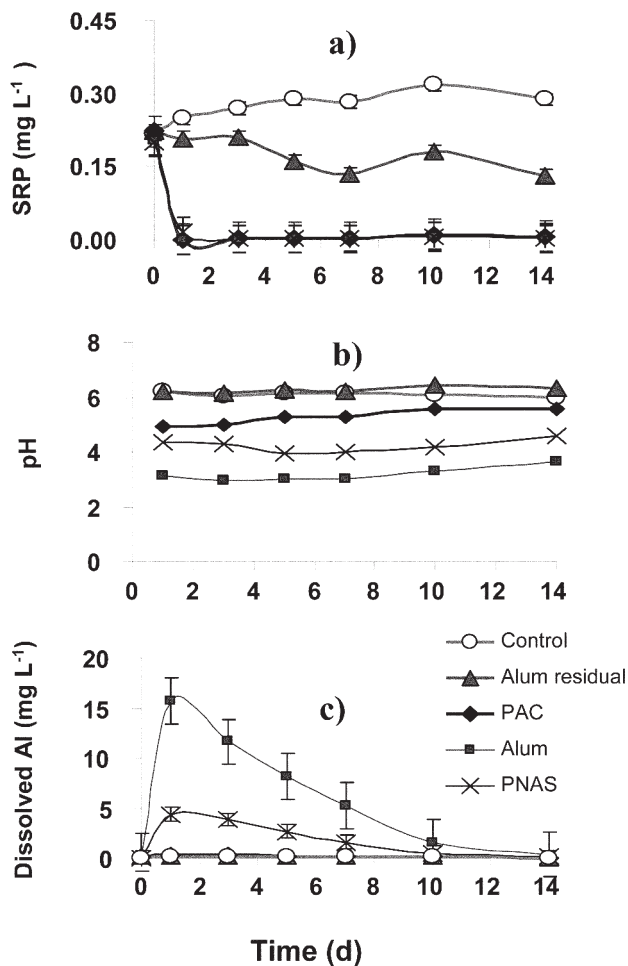 a)
0.45
0.30
0.15
0.00
SRP (mg L-1)
0 2 4 6 8 10 12 14
b)
8
6
4
2
0
pH
0 2 4 6 8 10 12 14
c)
20
15
10
5
0
Dissolved Al (mg L-1)
Control
Alum residual
PAC
Alum
PNAS
0 2 4 6 8 10 12 14
Time (d)